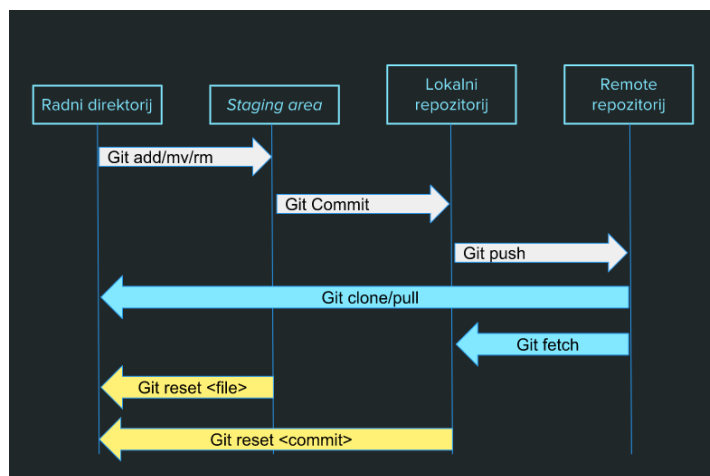 Radni direktorij
Staging area
Lokalni
repozitorij
Remote
repozitorij
Git add/mv/rm
Git Commit
Git push
Git clone/pull
Git fetch
Git reset <file>
Git reset <commit>